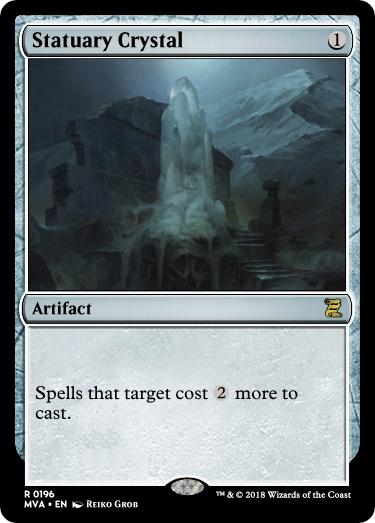 Statuary Crystal 1
Artifact
Spells that target cost 2 more to
cast.
R 0196
MVA • EN Reiko Grob
™ & © 2018 Wizards of the Coast